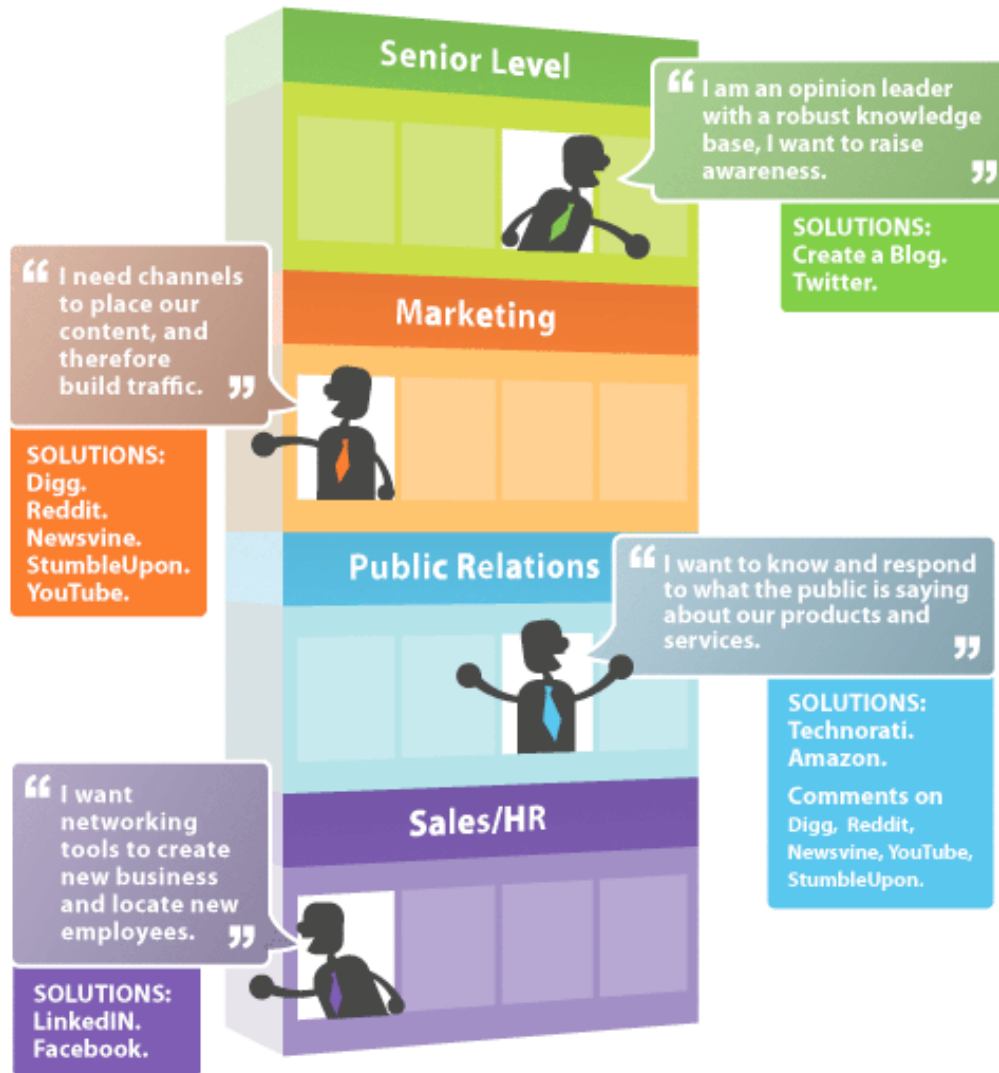 Senior Level
“ I am an opinion leader
with a robust knowledge
base, I want to raise
awareness. ”
SOLUTIONS:
Create a Blog.
Twitter.
Marketing
“ I need channels
to place our
content, and
therefore
build traffic. ”
SOLUTIONS:
Digg.
Reddit.
Newsvine.
StumbleUpon.
YouTube.
Public Relations
“ I want to know and respond
to what the public is saying
about our products and
services. ”
SOLUTIONS:
Technorati.
Amazon.
Comments on
Digg, Reddit,
Newsvine, YouTube,
StumbleUpon.
Sales/HR
“ I want
networking
tools to create
new business
and locate new
employees. ”
SOLUTIONS:
LinkedIN.
Facebook.